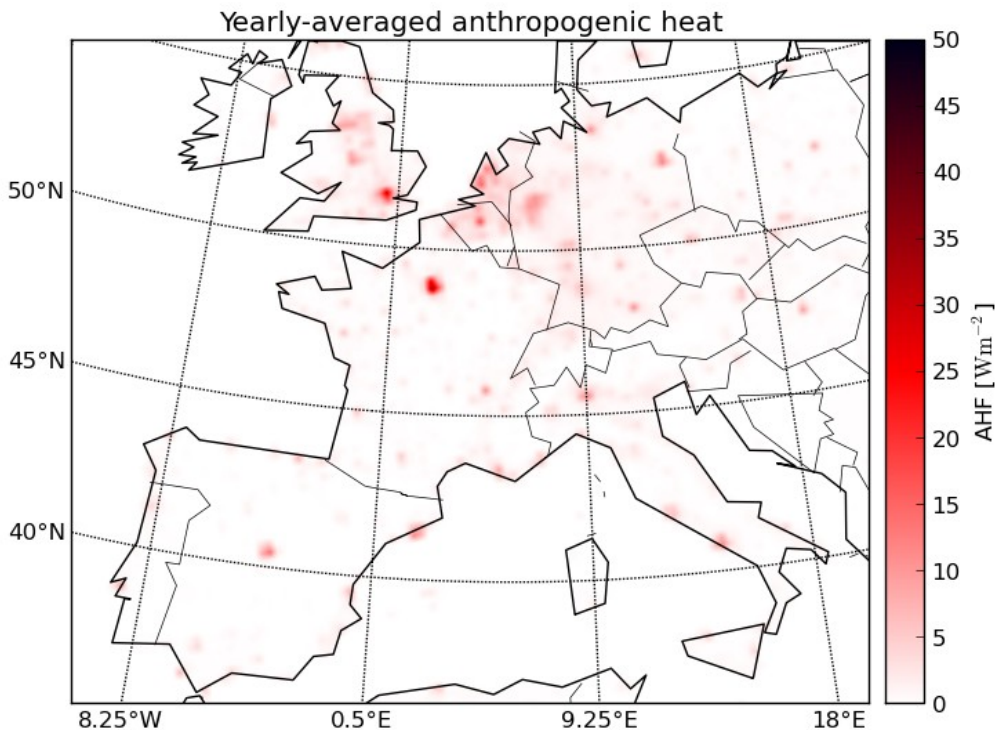 Yearly-averaged anthropogenic heat
50°N
45°N
40°N
8.25°W
0.5°E
9.25°E
18°E
50
45
40
35
30
25
20
15
10
5
0
AHF [Wm⁻² ]